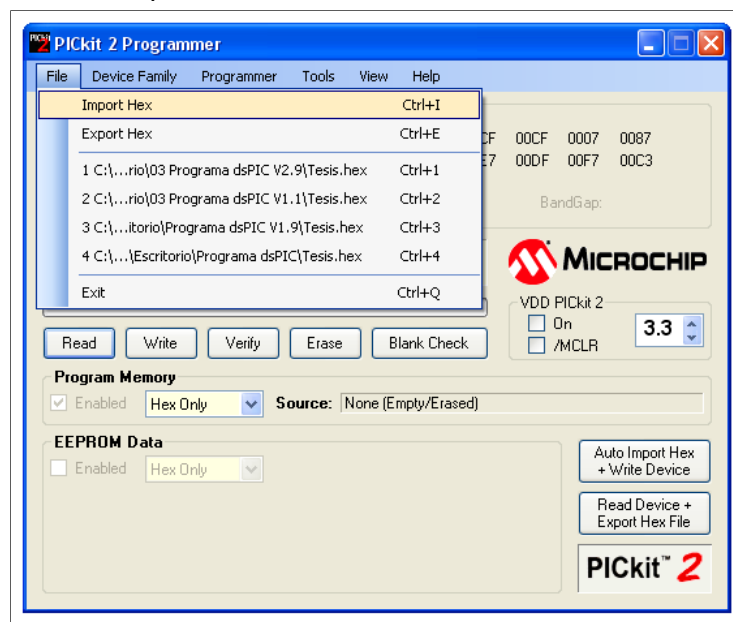 PICkit 2 Programmer
File Device Family Programmer Tools View Help
Import Hex Ctrl+I
Export Hex Ctrl+E
00CF 0007 0087
00DF 00F7 00C3
1 C:\...rio\03 Programa dsPIC V2.9\Tesis.hex Ctrl+1
2 C:\...rio\03 Programa dsPIC V1.1\Tesis.hex Ctrl+2
BandGap:
3 C:\...itorio\Programa dsPIC V1.9\Tesis.hex Ctrl+3
4 C:\...\Escritorio\Programa dsPIC\Tesis.hex Ctrl+4
MICROCHIP
Exit Ctrl+Q
VDD PICkit 2
On
/MCLR
3.3
Read Write Verify Erase Blank Check
Program Memory
Enabled Hex Only Source: None (Empty/Erased)
EEPROM Data
Enabled Hex Only
Auto Import Hex
+ Write Device
Read Device +
Export Hex File
PICkit™ 2